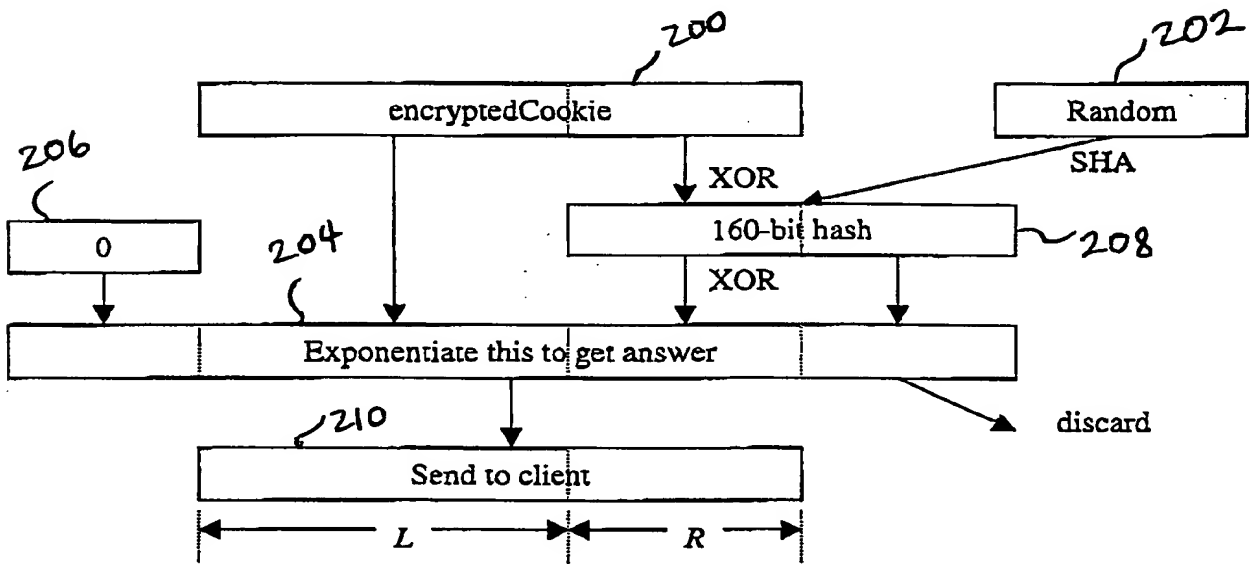 200
202
encryptedCookie
Random
206
XOR
SHA
0
204
160-bit hash
208
XOR
Exponentiate this to get answer
210
discard
Send to client
L
R